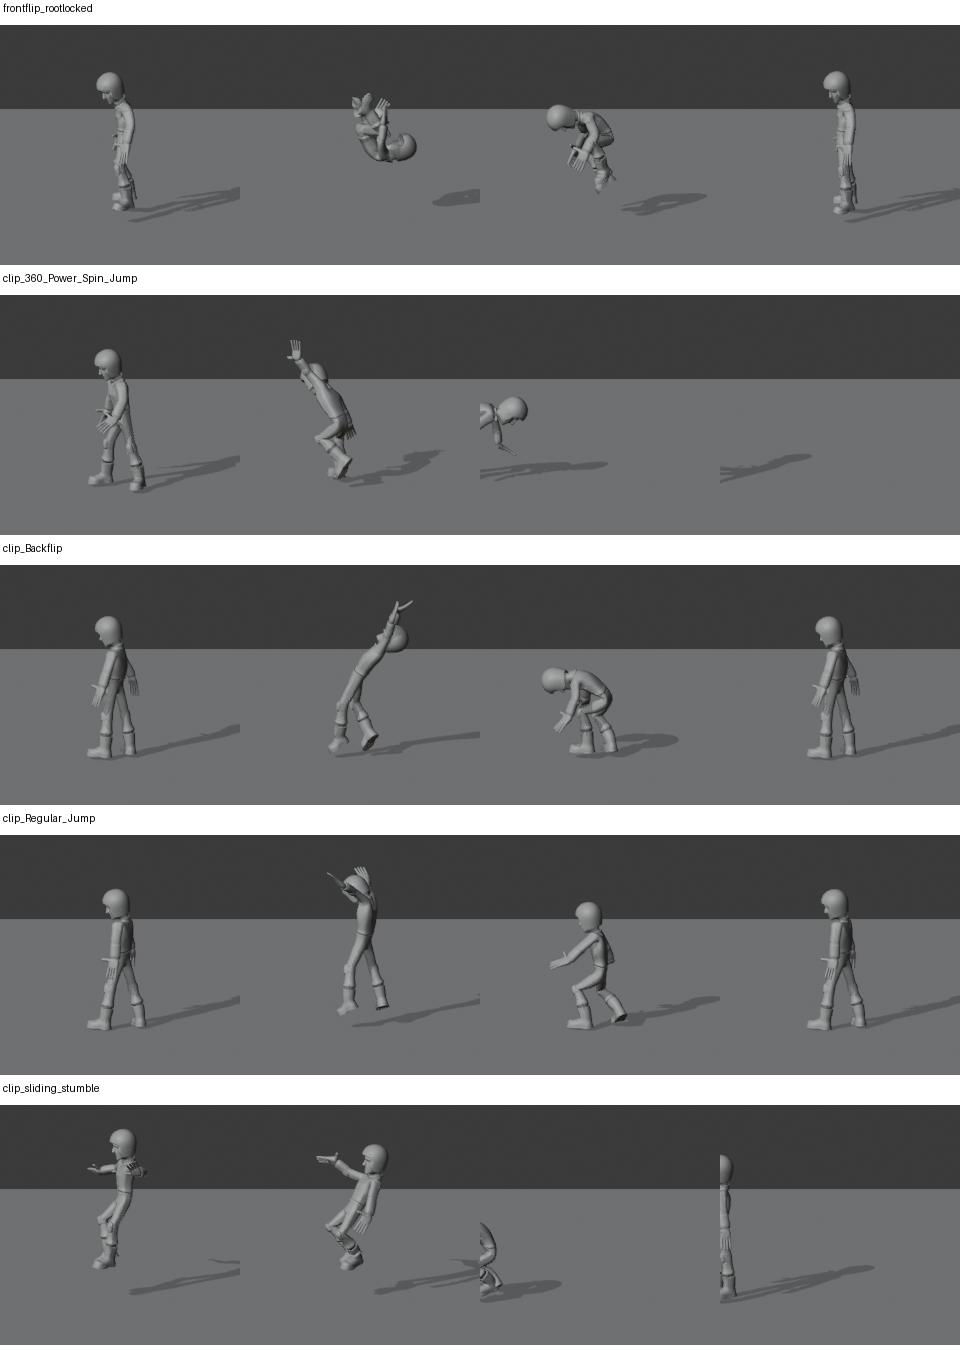 frontflip_rootlocked
clip_360_Power_Spin_Jump
clip_Backflip
clip_Regular_Jump
clip_sliding_stumble